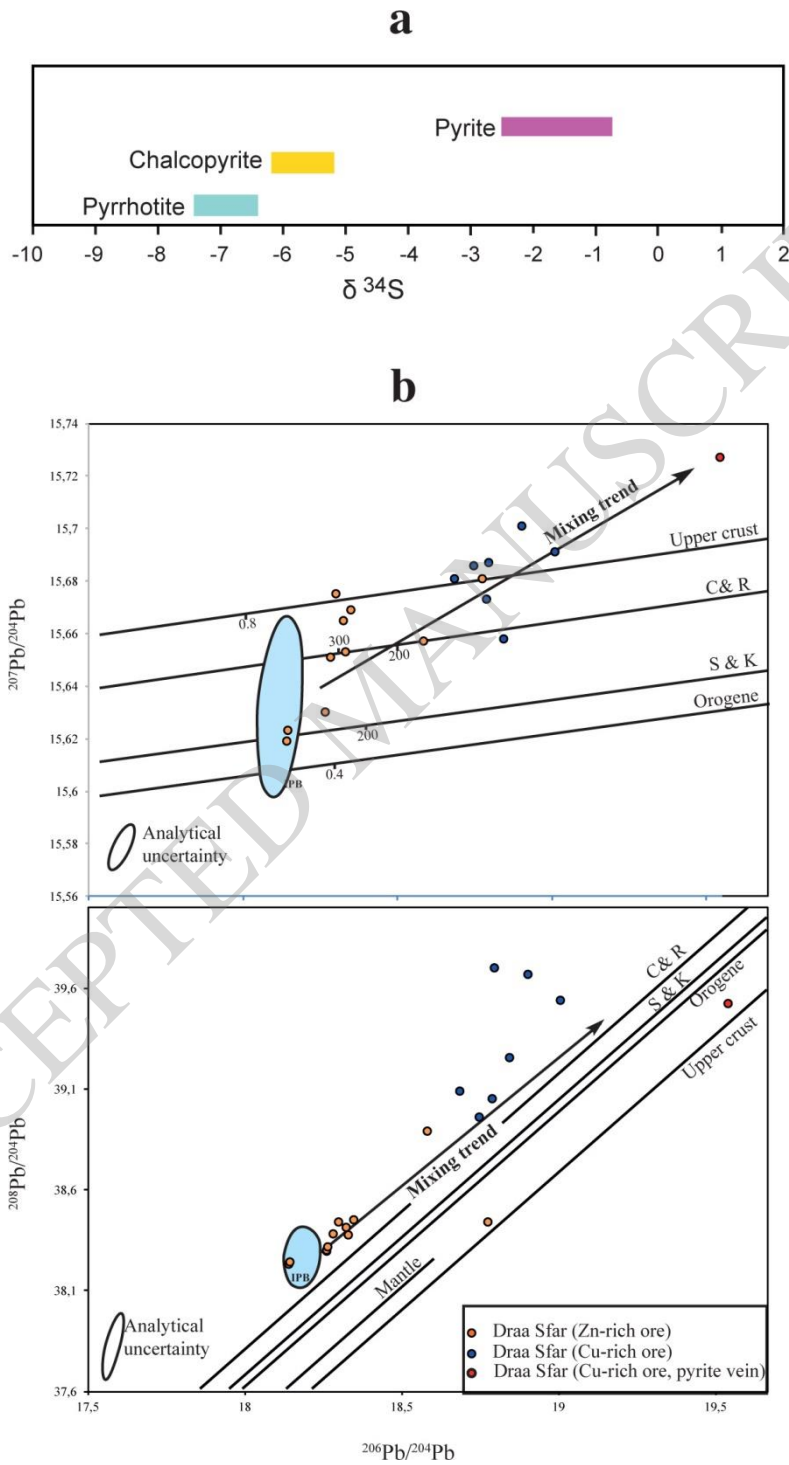 a
Pyrite
Chalcopyrite
Pyrrhotite
-10 -9 -8 -7 -6 -5 -4 -3 -2 -1 0 1 2
δ ³⁴S
b
15,74
15,72
15,7
15,68
15,66
15,64
15,62
15,6
15,58
15,56
²⁰⁷Pb/²⁰⁴Pb
Mixing trend
Upper crust
C& R
S & K
Orogene
0.8
300
200
200
0.4
IPB
Analytical
uncertainty
39,6
39,1
38,6
38,1
37,6
²⁰⁸Pb/²⁰⁴Pb
C& R
S & K
Orogene
Upper crust
Mixing trend
Mantle
IPB
Analytical
uncertainty
Draa Sfar (Zn-rich ore)
Draa Sfar (Cu-rich ore)
Draa Sfar (Cu-rich ore, pyrite vein)
17,5 18 18,5 19 19,5
²⁰⁶Pb/²⁰⁴Pb
CEPTED MANUSCRI